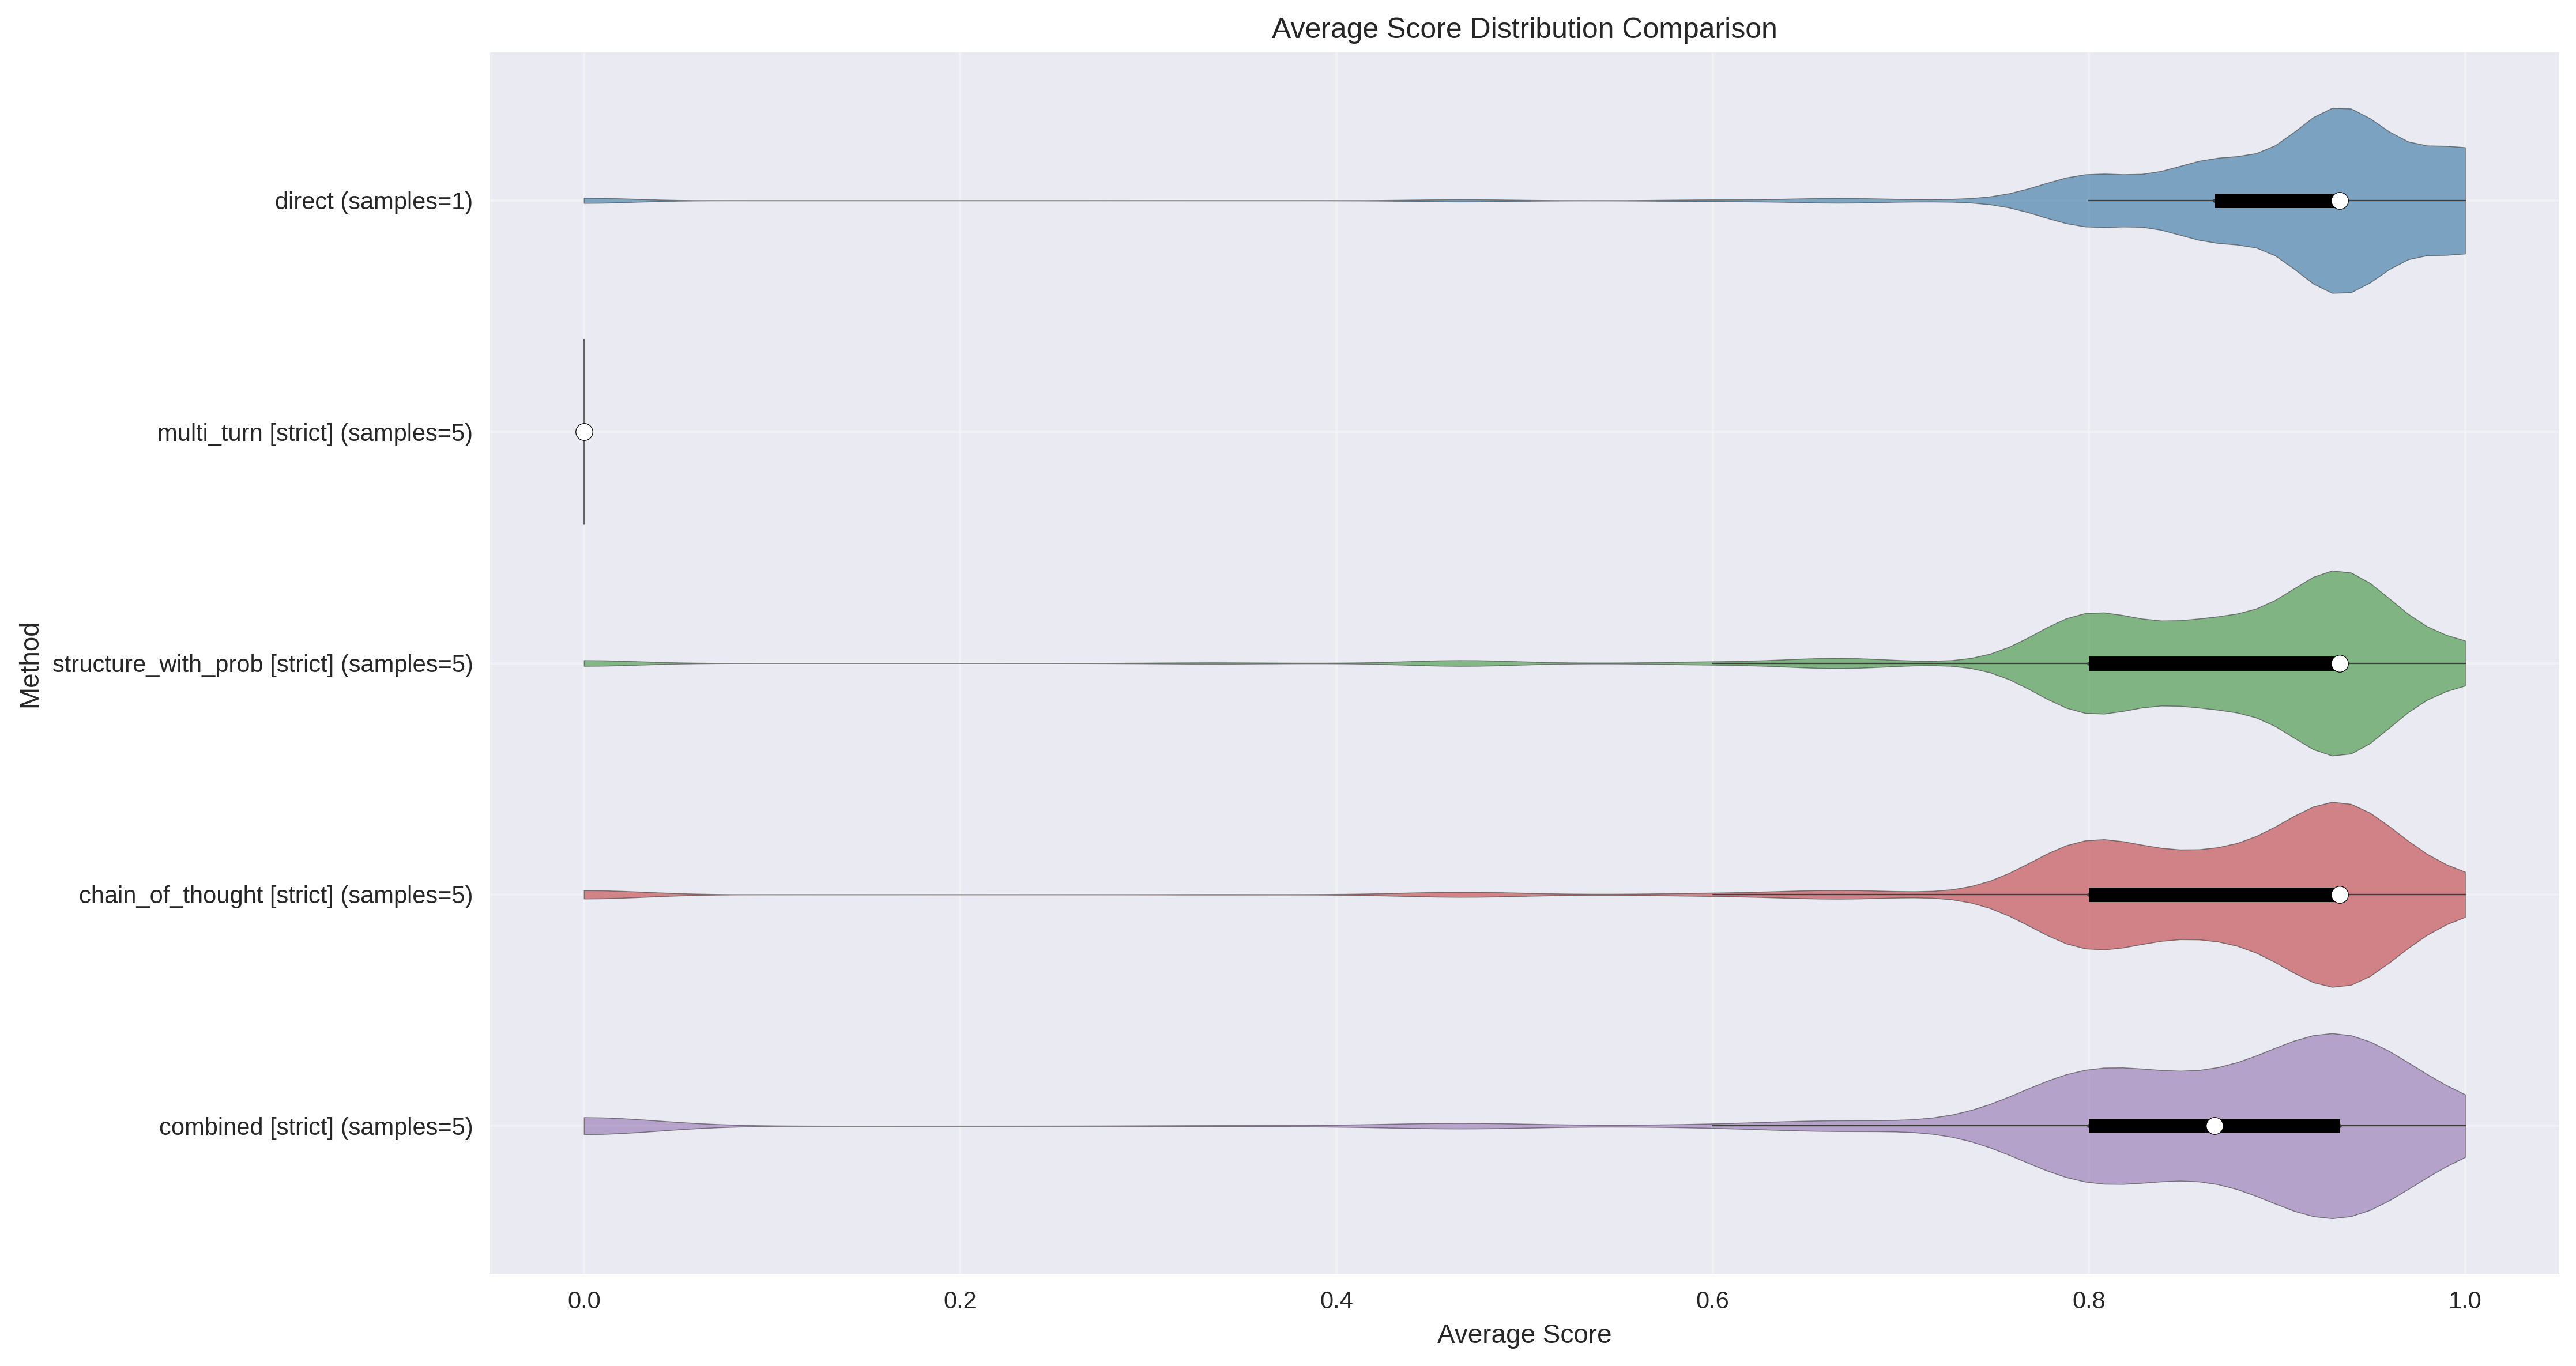 Average Score Distribution Comparison
direct (samples=1)
multi_turn [strict] (samples=5)
structure_with_prob [strict] (samples=5)
chain_of_thought [strict] (samples=5)
combined [strict] (samples=5)
Method
0.0 0.2 0.4 0.6 0.8 1.0
Average Score